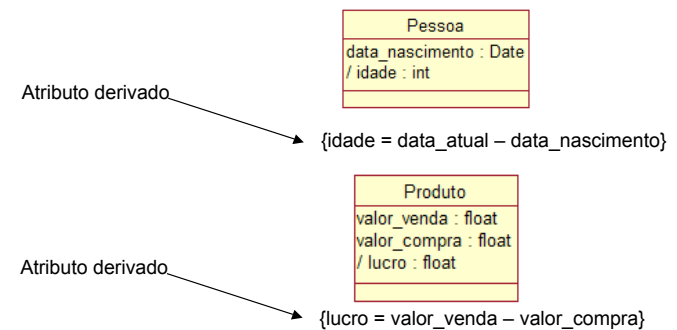 Pessoa
data_nascimento : Date
/ idade : int
Atributo derivado
{idade = data_atual – data_nascimento}
Produto
valor_venda : float
valor_compra : float
/ lucro : float
Atributo derivado
{lucro = valor_venda – valor_compra}